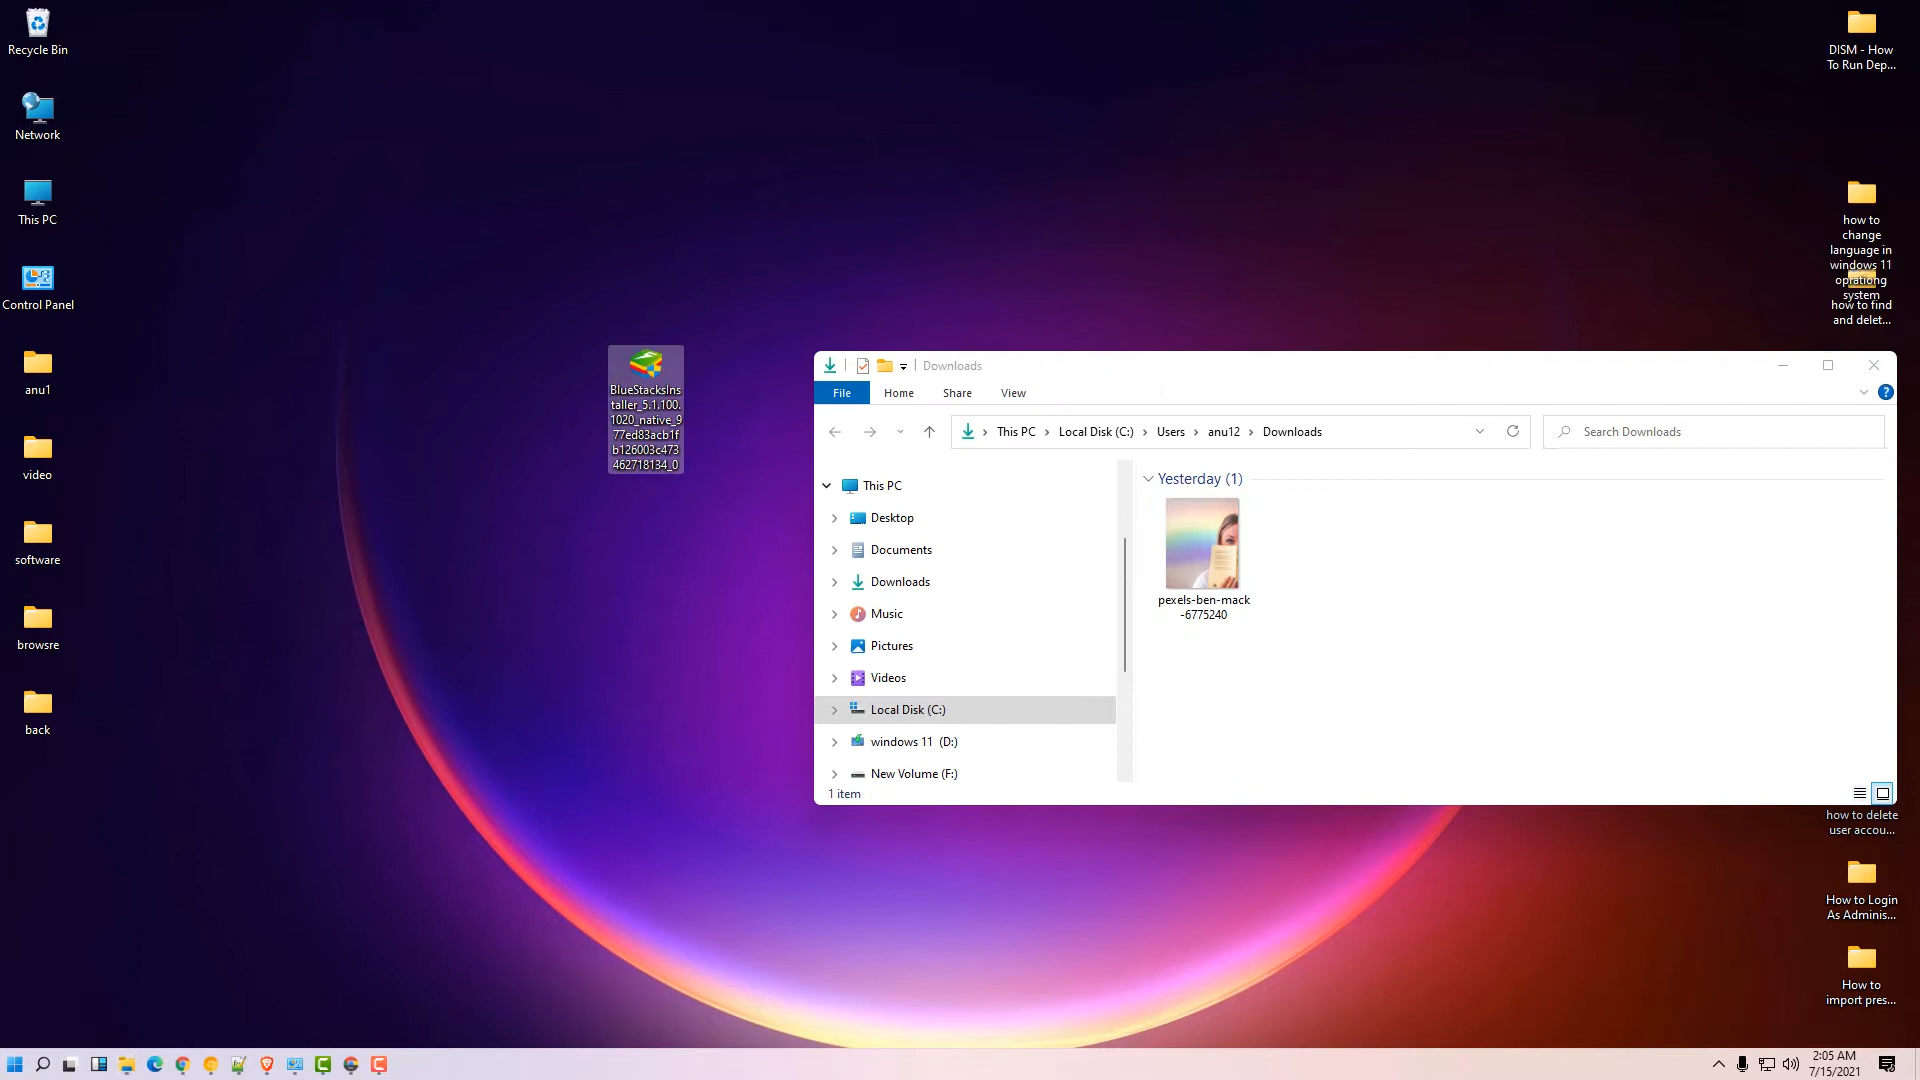 Recycle Bin
Network
This PC
Control Panel
anu1
video
software
browsre
back
BlueStacksIns
taller_5.1.100.
1020_native_9
77ed83acb1f
b126003c473
462718134_0
Downloads
File
Home
Share
View
This PC
Local Disk (C:)
Users
anu12
Downloads
Search Downloads
This PC
Desktop
Documents
Downloads
Music
Pictures
Videos
Local Disk (C:)
windows 11 (D:)
New Volume (F:)
Yesterday (1)
pexels-ben-mack
-6775240
1 item
DISM - How
To Run Dep...
how to
change
language in
windows 11
oprationg
system
how to find
and delet...
how to delete
user accou...
How to Login
As Adminis...
How to
import pres...
2:05 AM
7/15/2021